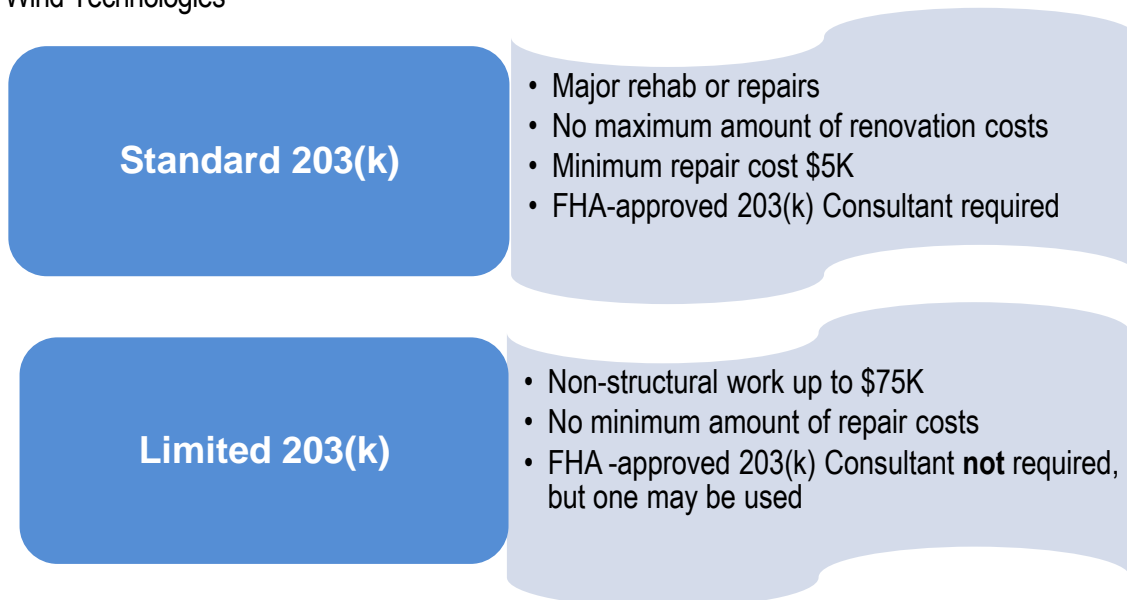 Wind Technologies
Standard 203(k)
• Major rehab or repairs
• No maximum amount of renovation costs
• Minimum repair cost $5K
• FHA-approved 203(k) Consultant required
Limited 203(k)
• Non-structural work up to $75K
• No minimum amount of repair costs
• FHA -approved 203(k) Consultant not required,
but one may be used